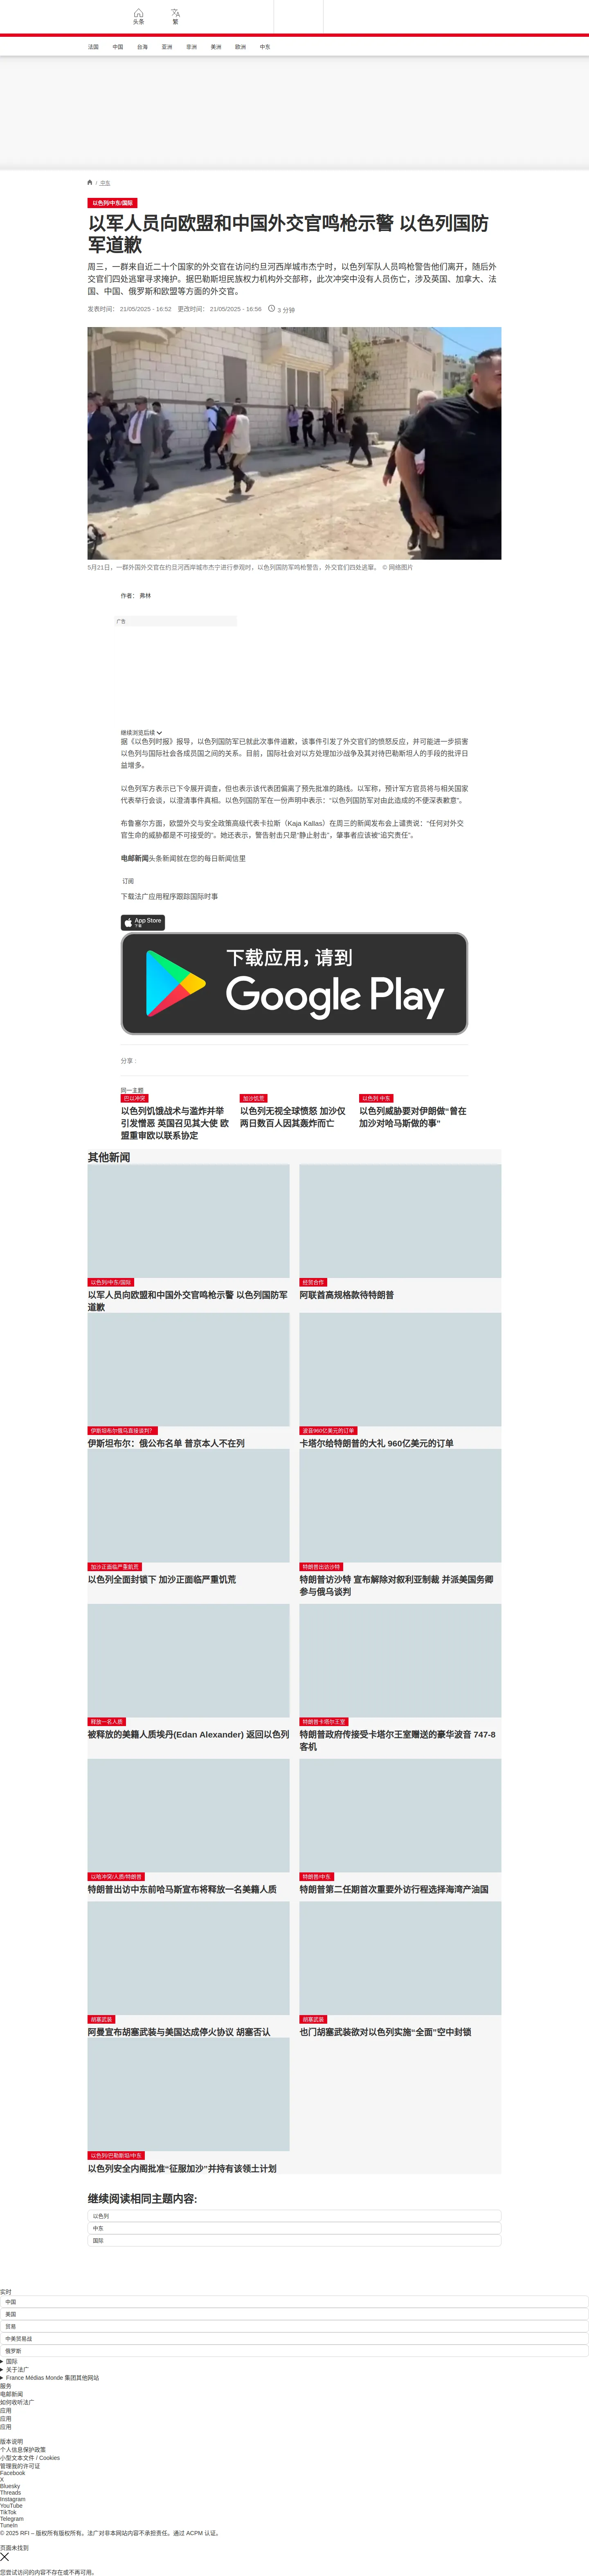 头条
繁
法国 中国 台海 亚洲 非洲 美洲 欧洲 中东
/ 中东
以色列/中东/国际
以军人员向欧盟和中国外交官鸣枪示警 以色列国防
军道歉
周三，一群来自近二十个国家的外交官在访问约旦河西岸城市杰宁时，以色列军队人员鸣枪警告他们离开，随后外
交官们四处逃窜寻求掩护。据巴勒斯坦民族权力机构外交部称，此次冲突中没有人员伤亡，涉及英国、加拿大、法
国、中国、俄罗斯和欧盟等方面的外交官。
发表时间： 21/05/2025 - 16:52 更改时间： 21/05/2025 - 16:56 3 分钟
5月21日，一群外国外交官在约旦河西岸城市杰宁进行参观时，以色列国防军鸣枪警告，外交官们四处逃窜。 © 网络图片
作者： 弗林
广告
继续浏览后续
据《以色列时报》报导，以色列国防军已就此次事件道歉，该事件引发了外交官们的愤怒反应，并可能进一步损害
以色列与国际社会各成员国之间的关系。目前，国际社会对以方处理加沙战争及其对待巴勒斯坦人的手段的批评日
益增多。
以色列军方表示已下令展开调查，但也表示该代表团偏离了预先批准的路线。以军称，预计军方官员将与相关国家
代表举行会谈，以澄清事件真相。以色列国防军在一份声明中表示：“以色列国防军对由此造成的不便深表歉意”。
布鲁塞尔方面，欧盟外交与安全政策高级代表卡拉斯（Kaja Kallas）在周三的新闻发布会上谴责说：“任何对外交
官生命的威胁都是不可接受的”。她还表示，警告射击只是“静止射击”，肇事者应该被“追究责任”。
电邮新闻头条新闻就在您的每日新闻信里
订阅
下载法广应用程序跟踪国际时事
App Store
下载
下载应用，请到
Google Play
分享 :
同一主题
巴以冲突
以色列饥饿战术与滥炸并举
引发憎恶 英国召见其大使 欧
盟重审欧以联系协定
加沙饥荒
以色列无视全球愤怒 加沙仅
两日数百人因其轰炸而亡
以色列 中东
以色列威胁要对伊朗做“曾在
加沙对哈马斯做的事”
其他新闻
以色列/中东/国际
以军人员向欧盟和中国外交官鸣枪示警 以色列国防军
道歉
经贸合作
阿联酋高规格款待特朗普
伊斯坦布尔俄乌直接谈判？
伊斯坦布尔：俄公布名单 普京本人不在列
波音960亿美元的订单
卡塔尔给特朗普的大礼 960亿美元的订单
加沙正面临严重飢荒
以色列全面封锁下 加沙正面临严重饥荒
特朗普出访沙特
特朗普访沙特 宣布解除对叙利亚制裁 并派美国务卿
参与俄乌谈判
释放一名人质
被释放的美籍人质埃丹(Edan Alexander) 返回以色列
特朗普卡塔尔王室
特朗普政府传接受卡塔尔王室赠送的豪华波音 747-8
客机
以哈冲突/人质/特朗普
特朗普出访中东前哈马斯宣布将释放一名美籍人质
特朗普/中东
特朗普第二任期首次重要外访行程选择海湾产油国
胡塞武装
阿曼宣布胡塞武装与美国达成停火协议 胡塞否认
胡塞武装
也门胡塞武装欲对以色列实施“全面”空中封锁
以色列/巴勒斯坦/中东
以色列安全内阁批准“征服加沙”并持有该领土计划
继续阅读相同主题内容:
以色列
中东
国际
实时
中国
美国
贸易
中美贸易战
俄罗斯
国际
关于法广
France Médias Monde 集团其他网站
服务
电邮新闻
如何收听法广
应用
应用
应用
版本说明
个人信息保护政策
小型文本文件 / Cookies
管理我的许可证
Facebook
X
Bluesky
Threads
Instagram
YouTube
TikTok
Telegram
TuneIn
© 2025 RFI – 版权所有版权所有。法广对非本网站内容不承担责任。通过 ACPM 认证。
页面未找到
您尝试访问的内容不存在或不再可用。